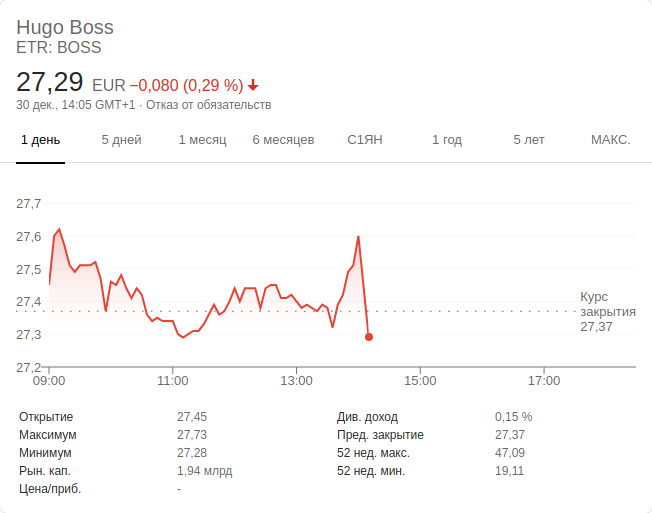 Hugo Boss
ETR: BOSS
27,29 EUR −0,080 (0,29 %)
30 дек., 14:05 GMT+1 · Отказ от обязательств
1 день 5 дней 1 месяц 6 месяцев С1ЯН 1 год 5 лет МАКС.
27,7
27,6
27,5
27,4
Курс
закрытия
27,37
27,3
27,2
09:00 11:00 13:00 15:00 17:00
Открытие 27,45 Див. доход 0,15 %
Максимум 27,73 Пред. закрытие 27,37
Минимум 27,28 52 нед. макс. 47,09
Рын. кап. 1,94 млрд 52 нед. мин. 19,11
Цена/приб. -